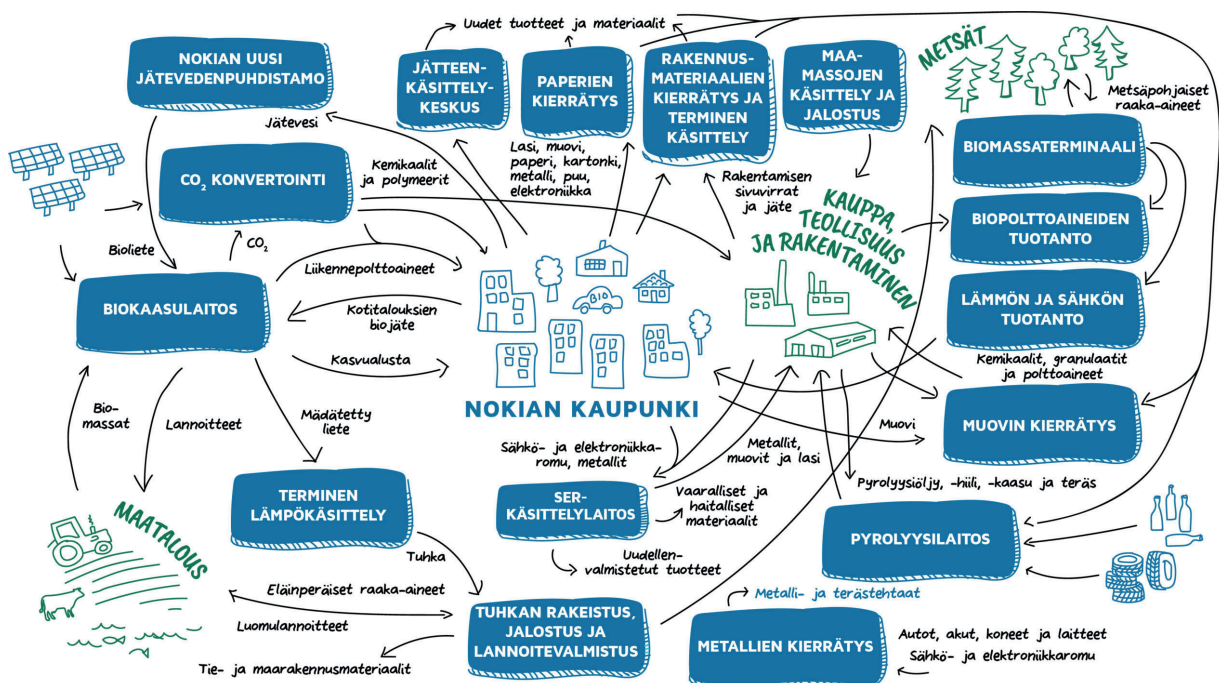 Uudet tuotteet ja materiaalit
NOKIAN UUSI
JÄTEVEDENPUHDISTAMO
JÄTTEEN-
KÄSITTELY-
KESKUS
PAPERIEN
KIERRÄTYS
RAKENNUS-
MATERIAALIEN
KIERRÄTYS JA
TERMINEN
KÄSITTELY
MAA-
MASSOJEN
KÄSITTELY JA
JALOSTUS
METSÄT
Metsäpohjaiset
raaka-aineet
Jätevesi
Lasi, muovi,
paperi, kartonki,
metalli, puu,
elektroniikka
BIOMASSATERMINAALI
CO₂ KONVERTOINTI
Kemikaalit
ja polymeerit
Rakentamisen
sivuvirrat
ja jäte
KAUPPA,
TEOLLISUUS
JA RAKENTAMINEN
BIOPOLTTOAINEIDEN
TUOTANTO
Bioliete
CO₂
Liikennepolttoaineet
BIO
BIOKAASULAITOS
Kotitalouksien
biojäte
LÄMMÖN JA SÄHKÖN
TUOTANTO
Kasvualusta
Kemikaalit, granulaatit
ja polttoaineet
NOKIAN KAUPUNKI
Bio-
massat
Lannoitteet
Mädätetty
liete
Muovi
MUOVIN KIERRÄTYS
Sähkö- ja elektroniikka-
romu, metallit
Metallit,
muovit ja lasi
Pyrolyysiöljy, -hiili, -kaasu ja teräs
MAATALOUS
TERMINEN
LÄMPÖKÄSITTELY
SER-
KÄSITTELYLAITOS
Vaaralliset ja
haitalliset
materiaalit
PYROLYYSILAITOS
Tuhka
Uudellen-
valmistetut tuotteet
Eläinperäiset raaka-aineet
Luomulannoitteet
TUHKAN RAKEISTUS,
JALOSTUS JA
LANNOITEVALMISTUS
Metalli- ja terästehtaat
METALLIEN KIERRÄTYS
Autot, akut, koneet ja laitteet
Sähkö- ja elektroniikkaromu
Tie- ja maarakennusmateriaalit